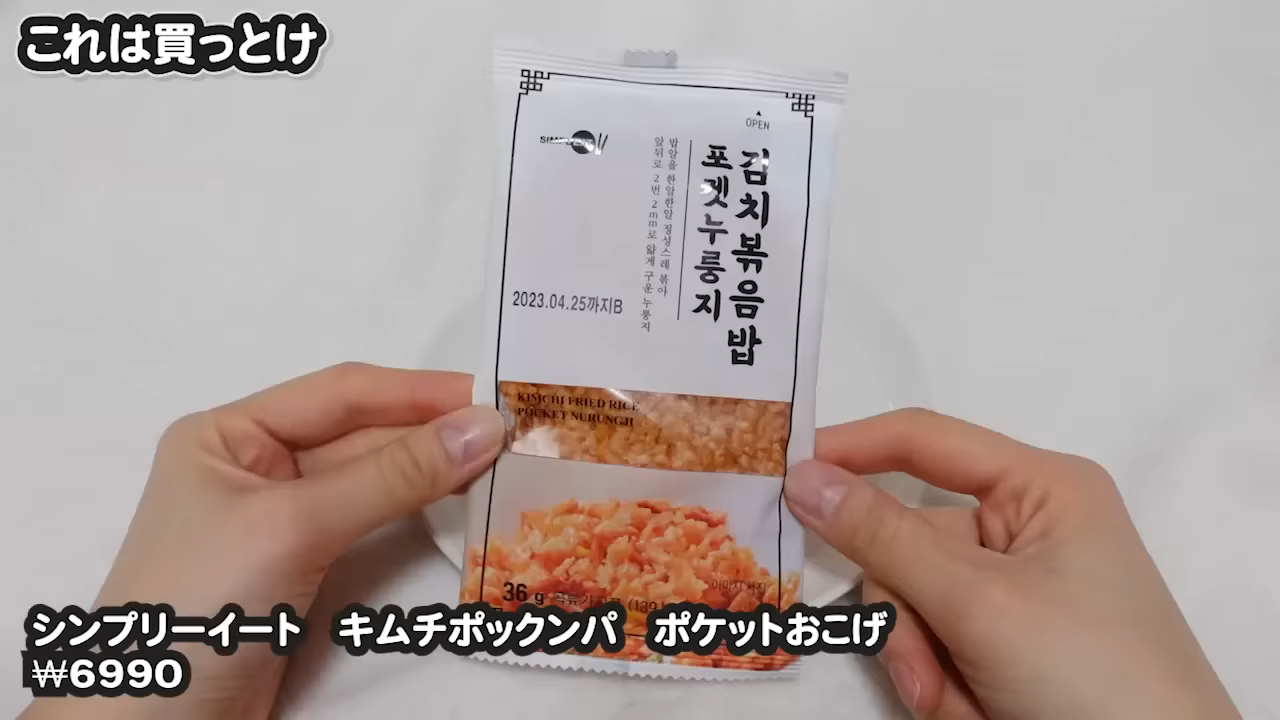 これは買っとけ
OPEN
김치볶음밥
포켓누룽지
밥알을 한알한알 정성스레 볶아
앞뒤로 2번 2mm로 얇게 구운 누룽지
2023.04.25까지B
KIMCHI FRIED RICE
POCKET NURUNGJI
36 g
シンプリーイート キムチポックンパ ポケットおこげ
₩6990